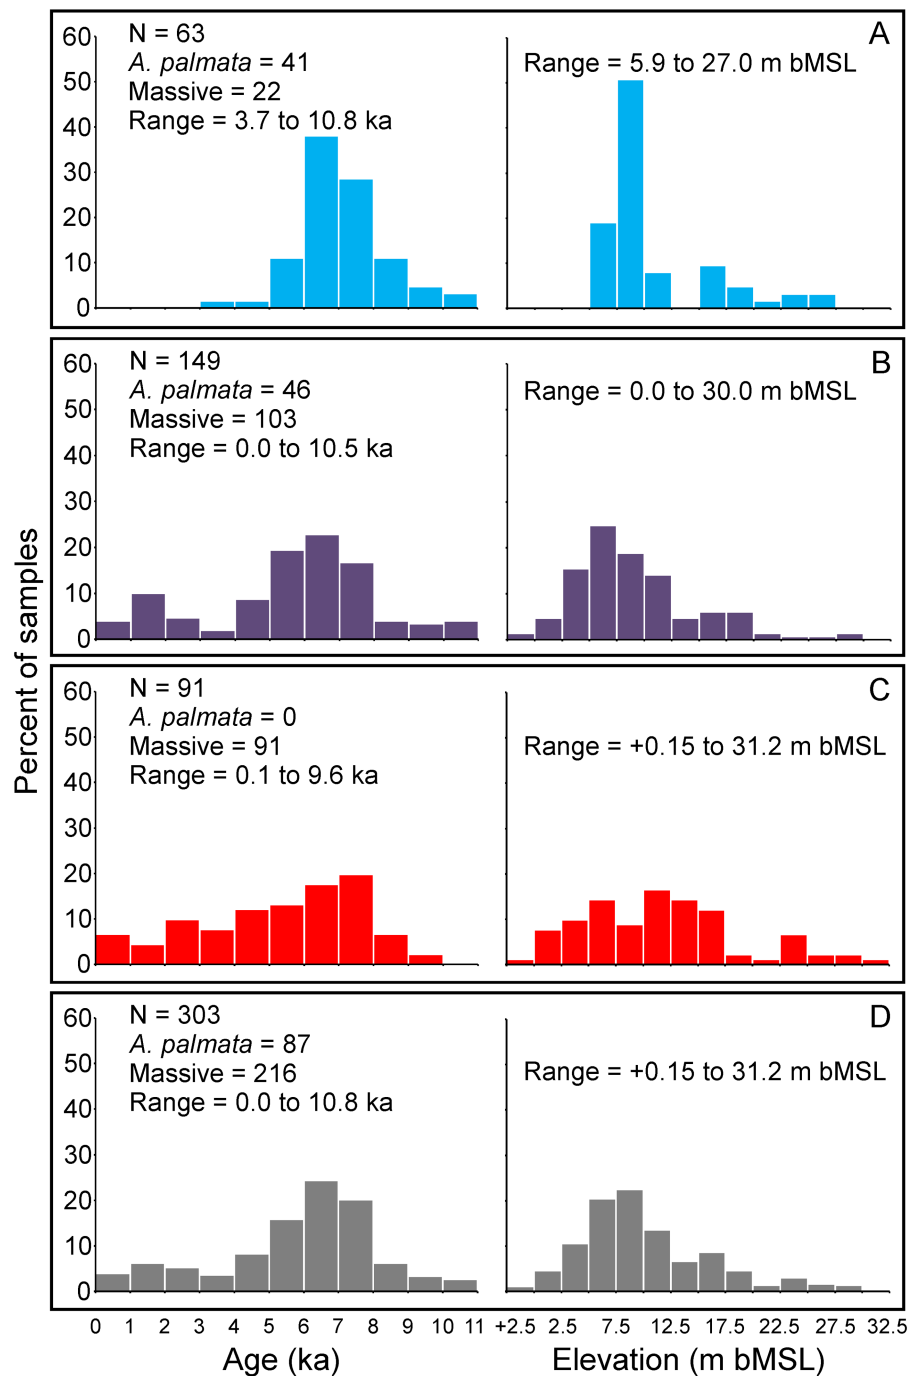 Percent of samples
A
N = 63
A. palmata = 41
Massive = 22
Range = 3.7 to 10.8 ka
Range = 5.9 to 27.0 m bMSL
60
50
40
30
20
10
0
B
N = 149
A. palmata = 46
Massive = 103
Range = 0.0 to 10.5 ka
Range = 0.0 to 30.0 m bMSL
60
50
40
30
20
10
0
C
N = 91
A. palmata = 0
Massive = 91
Range = 0.1 to 9.6 ka
Range = +0.15 to 31.2 m bMSL
60
50
40
30
20
10
0
D
N = 303
A. palmata = 87
Massive = 216
Range = 0.0 to 10.8 ka
Range = +0.15 to 31.2 m bMSL
60
50
40
30
20
10
0
0 1 2 3 4 5 6 7 8 9 10 11
+2.5 2.5 7.5 12.5 17.5 22.5 27.5 32.5
Age (ka)
Elevation (m bMSL)